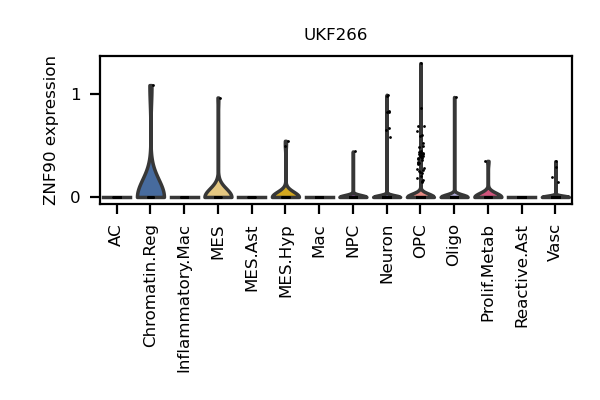 UKF266
ZNF90 expression
1
0
AC
Chromatin.Reg
Inflammatory.Mac
MES
MES.Ast
MES.Hyp
Mac
NPC
Neuron
OPC
Oligo
Prolif.Metab
Reactive.Ast
Vasc